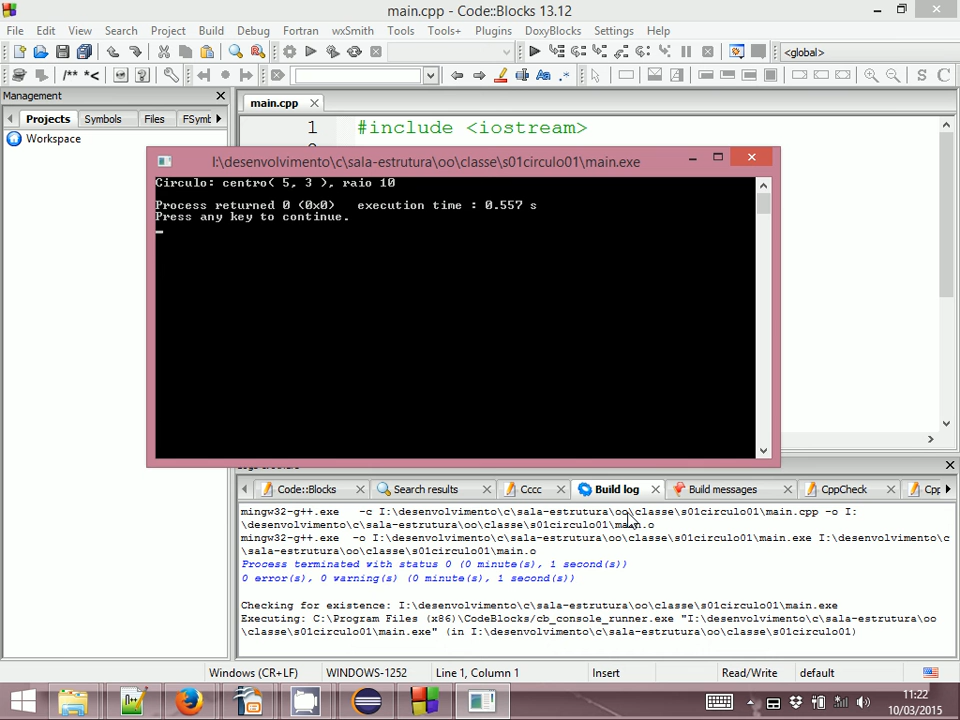 main.cpp - Code::Blocks 13.12
File Edit View Search Project Build Debug Fortran wxSmith Tools Tools+ Plugins DoxyBlocks Settings Help
<global>
/** *<
S C
Management
Projects Symbols Files FSymb
Workspace
main.cpp
1 #include <iostream>
I:\desenvolvimento\c\sala-estrutura\oo\classe\s01circulo01\main.exe
Circulo: centro( 5, 3 ), raio 10
Process returned 0 (0x0)   execution time : 0.557 s
Press any key to continue.
Code::Blocks Search results Cccc Build log Build messages CppCheck Cpp
mingw32-g++.exe   -c I:\desenvolvimento\c\sala-estrutura\oo\classe\s01circulo01\main.cpp -o I:
\desenvolvimento\c\sala-estrutura\oo\classe\s01circulo01\main.o
mingw32-g++.exe  -o I:\desenvolvimento\c\sala-estrutura\oo\classe\s01circulo01\main.exe I:\desenvolvimento\c
\sala-estrutura\oo\classe\s01circulo01\main.o
Process terminated with status 0 (0 minute(s), 1 second(s))
0 error(s), 0 warning(s) (0 minute(s), 1 second(s))
Checking for existence: I:\desenvolvimento\c\sala-estrutura\oo\classe\s01circulo01\main.exe
Executing: C:\Program Files (x86)\CodeBlocks/cb_console_runner.exe "I:\desenvolvimento\c\sala-estrutura\oo
\classe\s01circulo01\main.exe" (in I:\desenvolvimento\c\sala-estrutura\oo\classe\s01circulo01)
Windows (CR+LF) WINDOWS-1252 Line 1, Column 1 Insert Read/Write default
11:22
10/03/2015